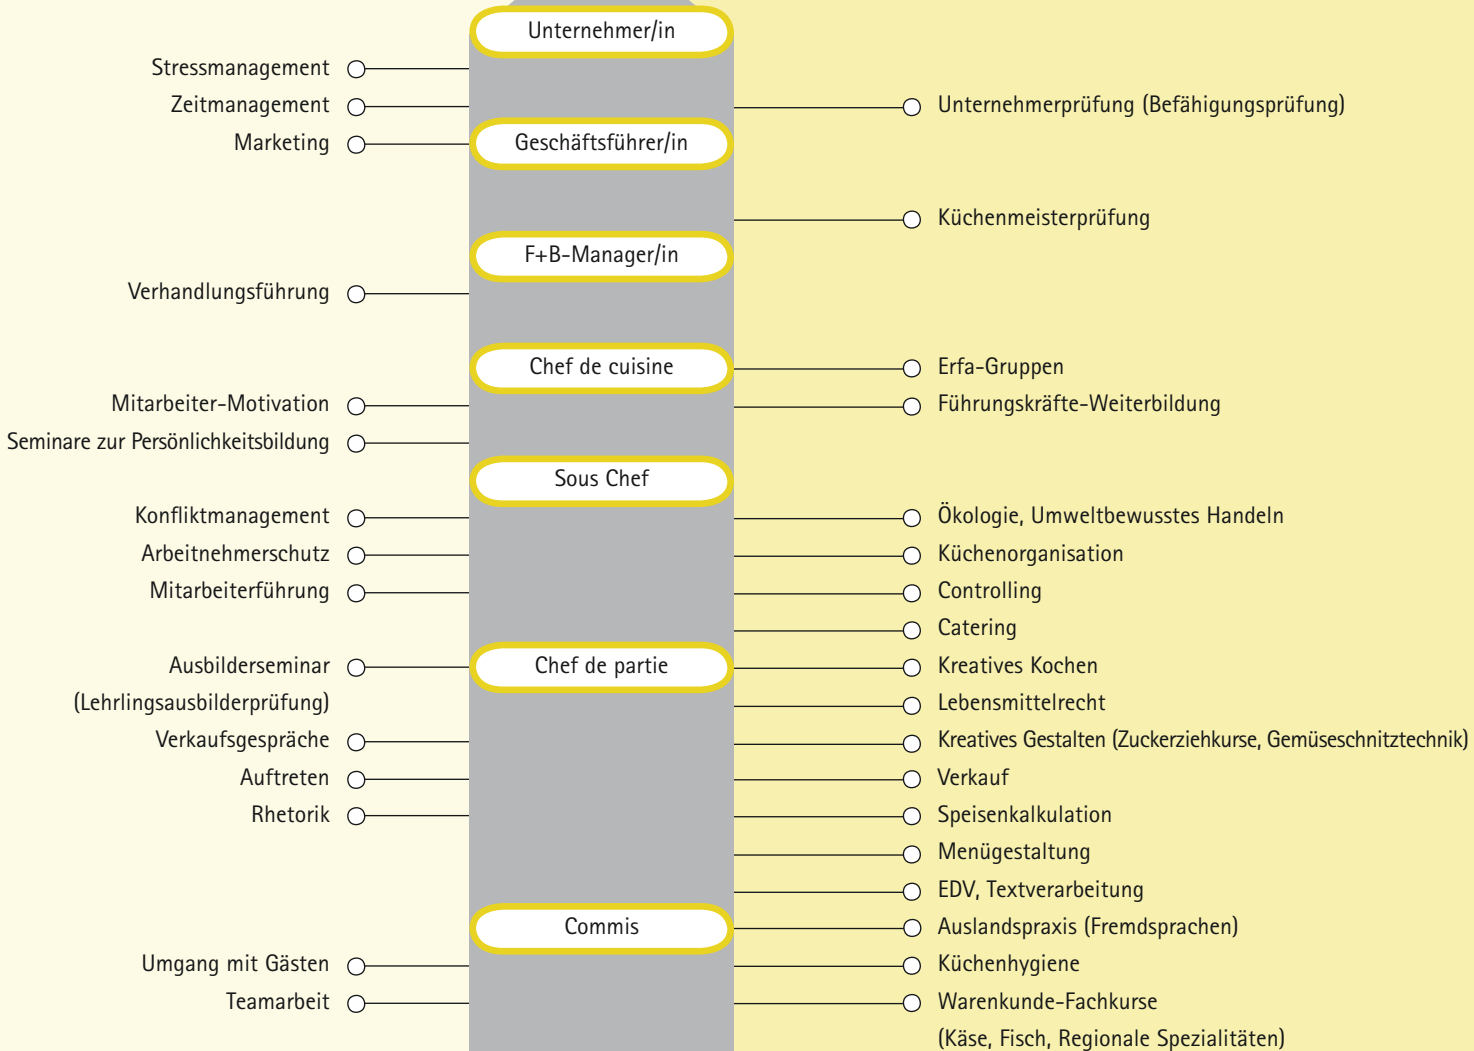 Unternehmer/in
Stressmanagement
Zeitmanagement
Unternehmerprüfung (Befähigungsprüfung)
Marketing
Geschäftsführer/in
Küchenmeisterprüfung
F+B-Manager/in
Verhandlungsführung
Chef de cuisine
Erfa-Gruppen
Mitarbeiter-Motivation
Führungskräfte-Weiterbildung
Seminare zur Persönlichkeitsbildung
Sous Chef
Konfliktmanagement
Ökologie, Umweltbewusstes Handeln
Arbeitnehmerschutz
Küchenorganisation
Mitarbeiterführung
Controlling
Catering
Ausbilderseminar
Chef de partie
Kreatives Kochen
(Lehrlingsausbilderprüfung)
Lebensmittelrecht
Verkaufsgespräche
Kreatives Gestalten (Zuckerziehkurse, Gemüseschnitztechnik)
Auftreten
Verkauf
Rhetorik
Speisenkalkulation
Menügestaltung
EDV, Textverarbeitung
Commis
Auslandspraxis (Fremdsprachen)
Umgang mit Gästen
Küchenhygiene
Teamarbeit
Warenkunde-Fachkurse
(Käse, Fisch, Regionale Spezialitäten)